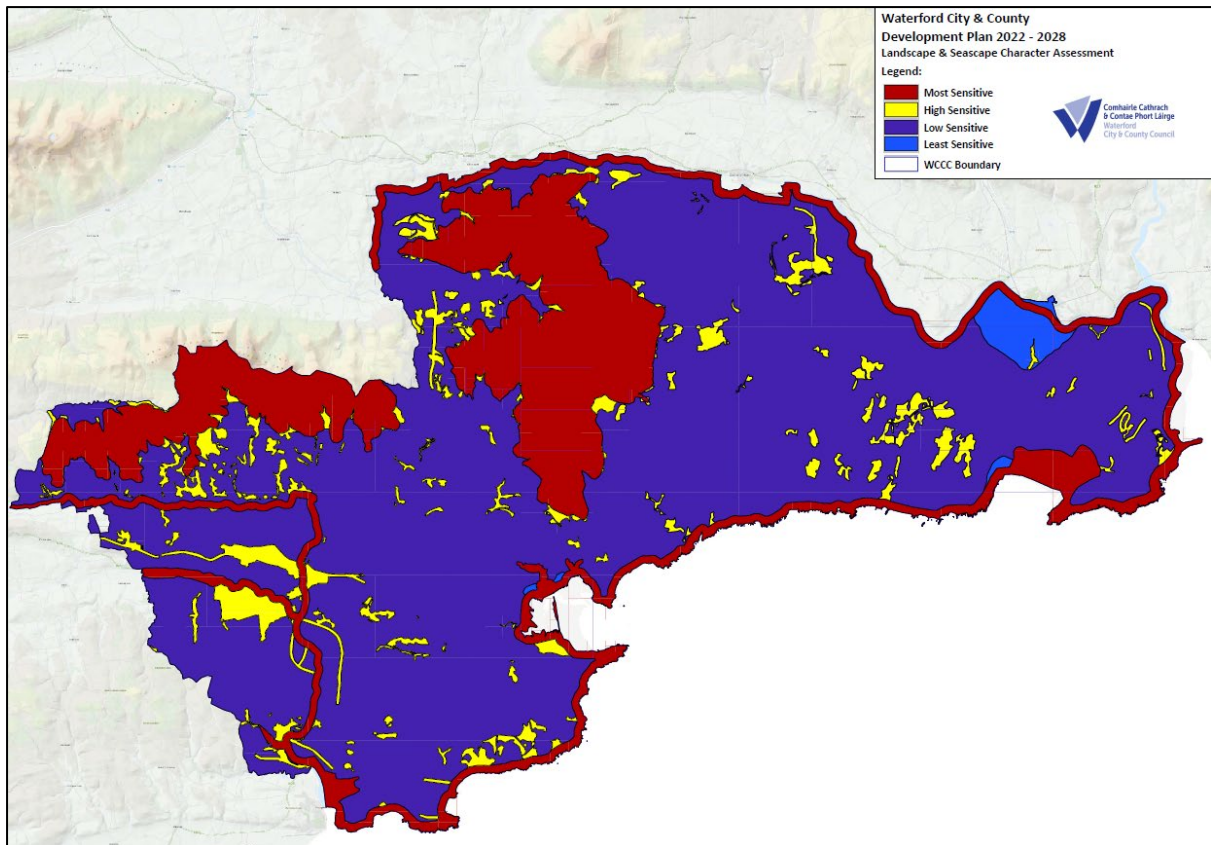 Waterford City & County
Development Plan 2022 - 2028
Landscape & Seascape Character Assessment
Legend:
Most Sensitive
High Sensitive
Low Sensitive
Least Sensitive
WCCC Boundary
Comhairle Cathrach
& Contae Phort Láirge
Waterford
City & County Council